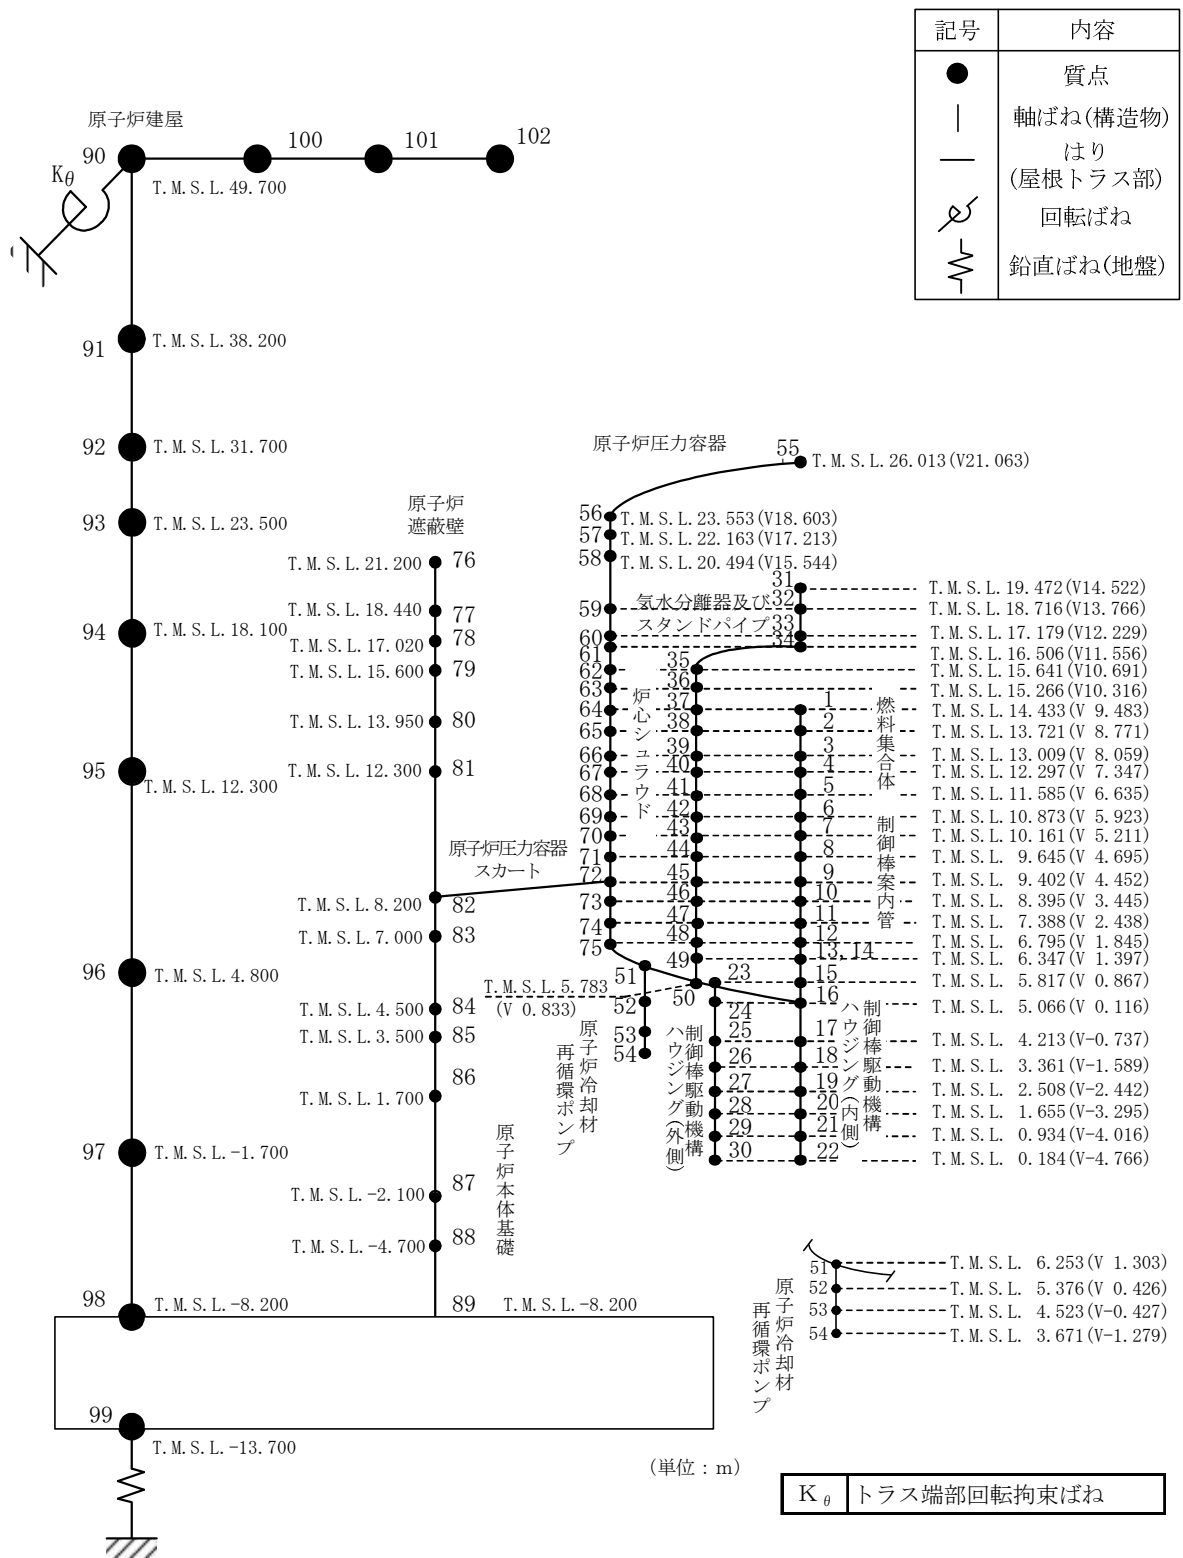 記号 内容
質点
軸ばね(構造物)
はり
(屋根トラス部)
回転ばね
鉛直ばね(地盤)
原子炉建屋
90 100 101 102
Kθ
T.M.S.L.49.700
91 T.M.S.L.38.200
92 T.M.S.L.31.700
93 T.M.S.L.23.500
94 T.M.S.L.18.100
95 T.M.S.L.12.300
96 T.M.S.L.4.800
97 T.M.S.L.-1.700
98 T.M.S.L.-8.200
99
T.M.S.L.-13.700
原子炉
遮蔽壁
T.M.S.L.21.200 76
T.M.S.L.18.440 77
T.M.S.L.17.020 78
T.M.S.L.15.600 79
T.M.S.L.13.950 80
T.M.S.L.12.300 81
原子炉圧力容器
スカート
T.M.S.L.8.200 82
T.M.S.L.7.000 83
T.M.S.L.4.500 84
T.M.S.L.3.500 85
86
T.M.S.L.1.700
87
T.M.S.L.-2.100
T.M.S.L.-4.700 88
89 T.M.S.L.-8.200
原子炉本体基礎
原子炉圧力容器
55 T.M.S.L.26.013(V21.063)
56 T.M.S.L.23.553(V18.603)
57 T.M.S.L.22.163(V17.213)
58 T.M.S.L.20.494(V15.544)
59
60
61
62
63
64
65
66
67
68
69
70
71
72
73
74
75
気水分離器及び
スタンドパイプ
31
32
33
34
炉心シュラウド
35
36
37
38
39
40
41
42
43
44
45
46
47
48
49
50
T.M.S.L.5.783
(V 0.833)
51
52
53
54
原子炉冷却材
再循環ポンプ
23
24
25
26
27
28
29
30
制御棒駆動機構
ハウジング(外側)
1
2
3
4
5
6
7
8
9
10
11
12
13,14
15
16
17
18
19
20
21
22
燃料集合体
制御棒案内管
制御棒駆動機構
ハウジング(内側)
T.M.S.L.19.472(V14.522)
T.M.S.L.18.716(V13.766)
T.M.S.L.17.179(V12.229)
T.M.S.L.16.506(V11.556)
T.M.S.L.15.641(V10.691)
T.M.S.L.15.266(V10.316)
T.M.S.L.14.433(V 9.483)
T.M.S.L.13.721(V 8.771)
T.M.S.L.13.009(V 8.059)
T.M.S.L.12.297(V 7.347)
T.M.S.L.11.585(V 6.635)
T.M.S.L.10.873(V 5.923)
T.M.S.L.10.161(V 5.211)
T.M.S.L. 9.645(V 4.695)
T.M.S.L. 9.402(V 4.452)
T.M.S.L. 8.395(V 3.445)
T.M.S.L. 7.388(V 2.438)
T.M.S.L. 6.795(V 1.845)
T.M.S.L. 6.347(V 1.397)
T.M.S.L. 5.817(V 0.867)
T.M.S.L. 5.066(V 0.116)
T.M.S.L. 4.213(V-0.737)
T.M.S.L. 3.361(V-1.589)
T.M.S.L. 2.508(V-2.442)
T.M.S.L. 1.655(V-3.295)
T.M.S.L. 0.934(V-4.016)
T.M.S.L. 0.184(V-4.766)
51 T.M.S.L. 6.253(V 1.303)
52 T.M.S.L. 5.376(V 0.426)
53 T.M.S.L. 4.523(V-0.427)
54 T.M.S.L. 3.671(V-1.279)
原子炉冷却材
再循環ポンプ
(単位:m)
Kθ トラス端部回転拘束ばね